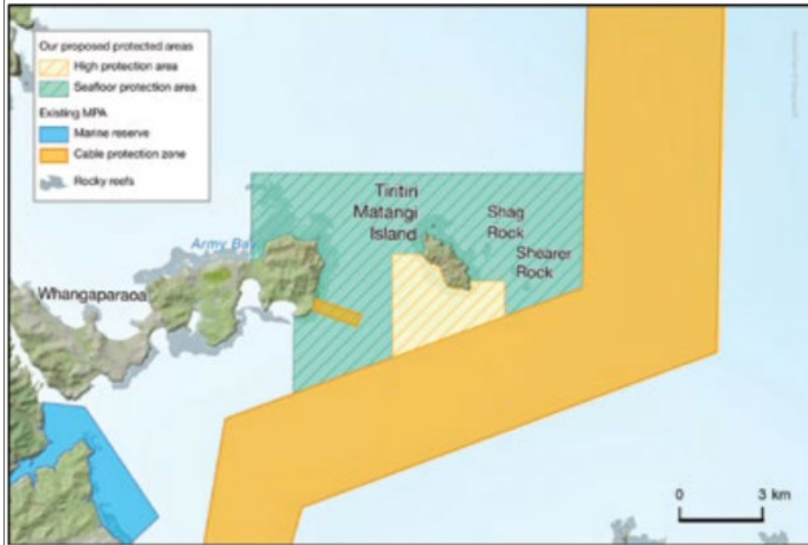 Our proposed protected areas
High protection area
Seafloor protection area
Existing MPA
Marine reserve
Cable protection zone
Rocky reefs
Tiritiri
Matangi
Island
Shag
Rock
Shearer
Rock
Army Bay
Whangaparaoa
0 3 km